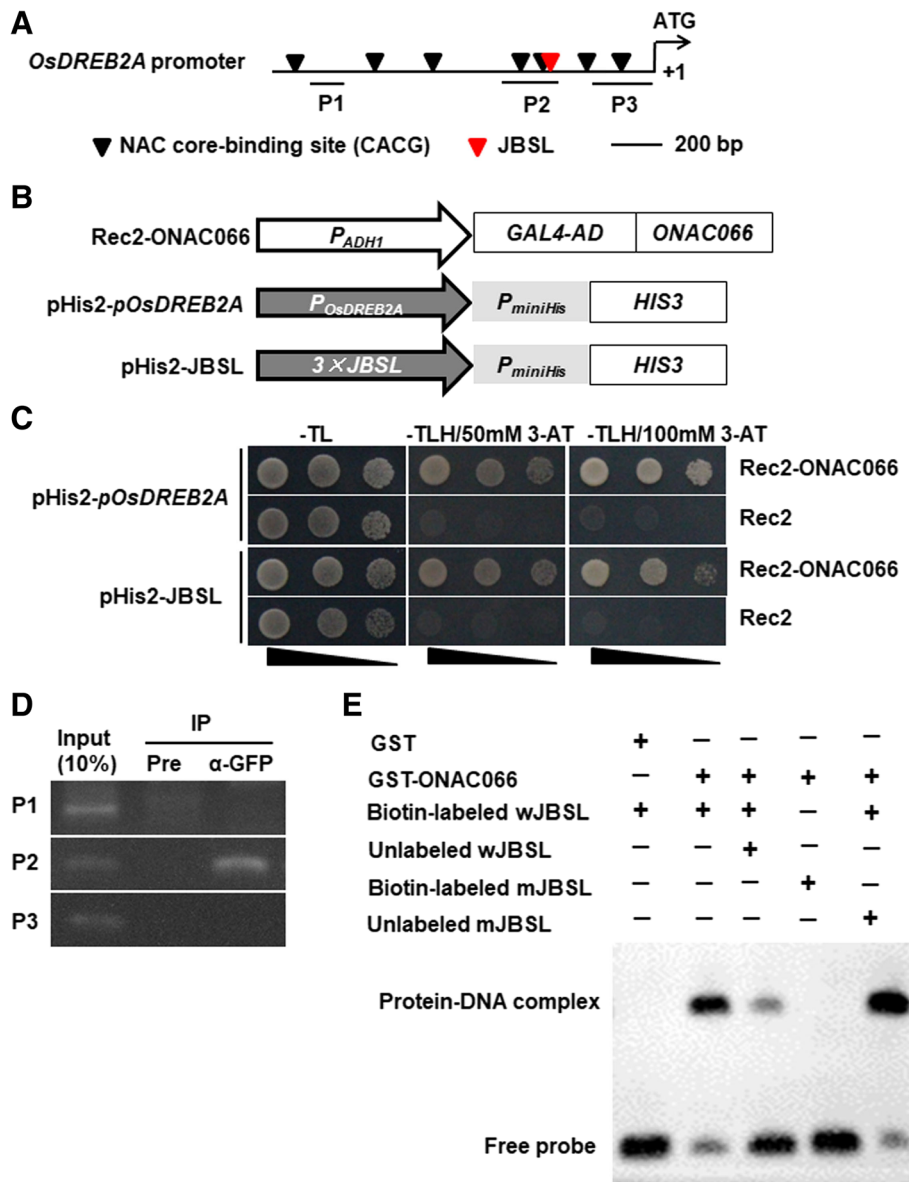 A
ATG
OsDREB2A promoter
+1
P1 P2 P3
NAC core-binding site (CACG) JBSL 200 bp
B
Rec2-ONAC066 PADH1 GAL4-AD ONAC066
pHis2-pOsDREB2A POsDREB2A PminiHis HIS3
pHis2-JBSL 3×JBSL PminiHis HIS3
C
-TL -TLH/50mM 3-AT -TLH/100mM 3-AT
pHis2-pOsDREB2A Rec2-ONAC066
Rec2
pHis2-JBSL Rec2-ONAC066
Rec2
D
Input (10%) IP
Pre α-GFP
P1
P2
P3
E
GST + − − − −
GST-ONAC066 − + + + +
Biotin-labeled wJBSL + + + − +
Unlabeled wJBSL − − + − −
Biotin-labeled mJBSL − − − + −
Unlabeled mJBSL − − − − +
Protein-DNA complex
Free probe